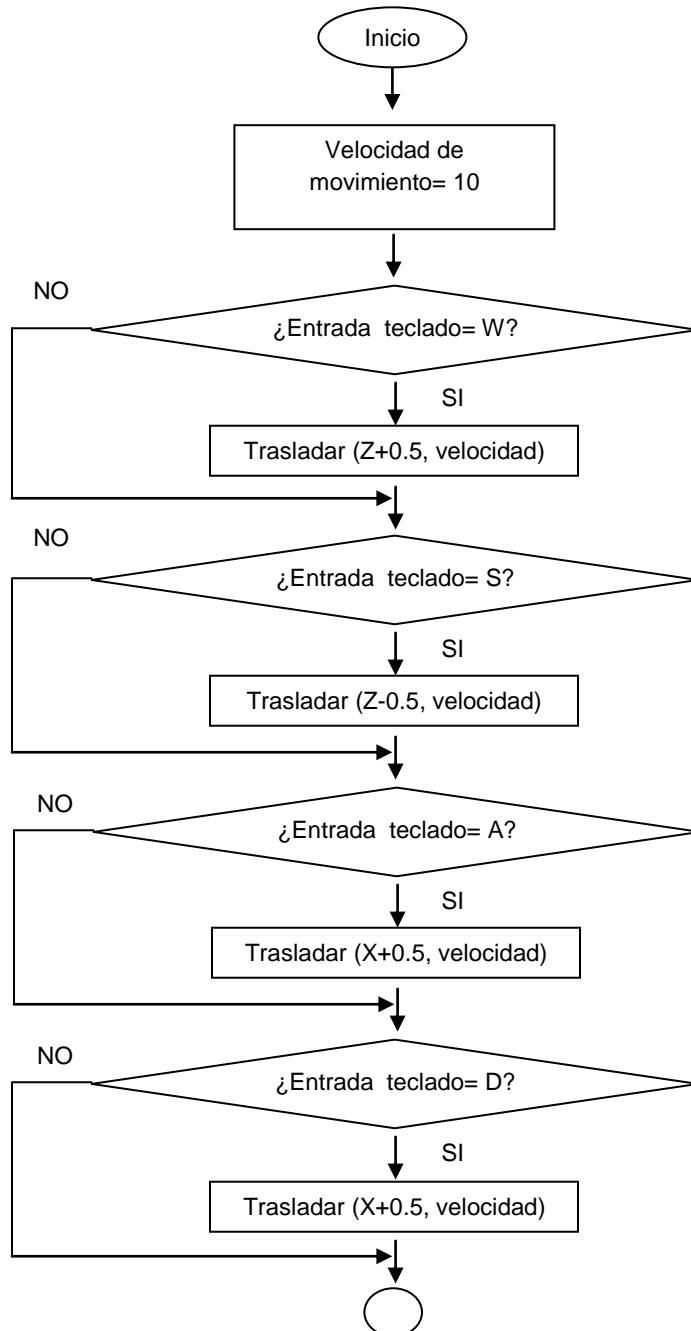 Inicio
Velocidad de
movimiento= 10
NO
¿Entrada teclado= W?
SI
Trasladar (Z+0.5, velocidad)
NO
¿Entrada teclado= S?
SI
Trasladar (Z-0.5, velocidad)
NO
¿Entrada teclado= A?
SI
Trasladar (X+0.5, velocidad)
NO
¿Entrada teclado= D?
SI
Trasladar (X+0.5, velocidad)